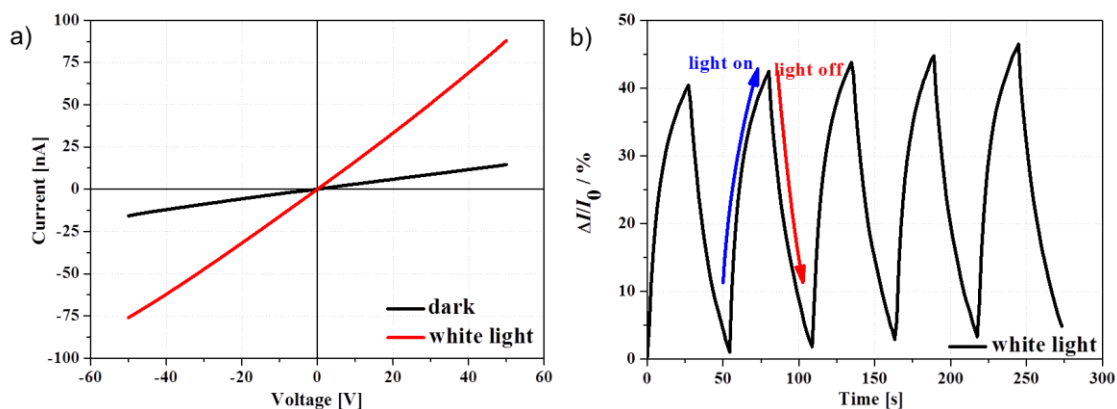 a)
Current [nA]
100
75
50
25
0
-25
-50
-75
-100
-60
-40
-20
0
20
40
60
Voltage [V]
dark
white light
b)
ΔI/I0 / %
50
40
30
20
10
0
light on
light off
white light
0
50
100
150
200
250
300
Time [s]